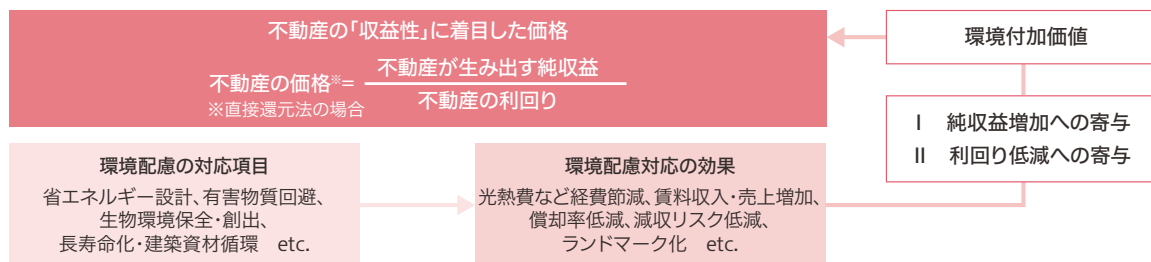 不動産の「収益性」に着目した価格
不動産の価格※= 不動産が生み出す純収益
不動産の利回り
※直接還元法の場合
環境付加価値
Ⅰ 純収益増加への寄与
Ⅱ 利回り低減への寄与
環境配慮の対応項目
省エネルギー設計、有害物質回避、
生物環境保全・創出、
長寿命化・建築資材循環 etc.
環境配慮対応の効果
光熱費など経費節減、賃料収入・売上増加、
償却率低減、減収リスク低減、
ランドマーク化 etc.